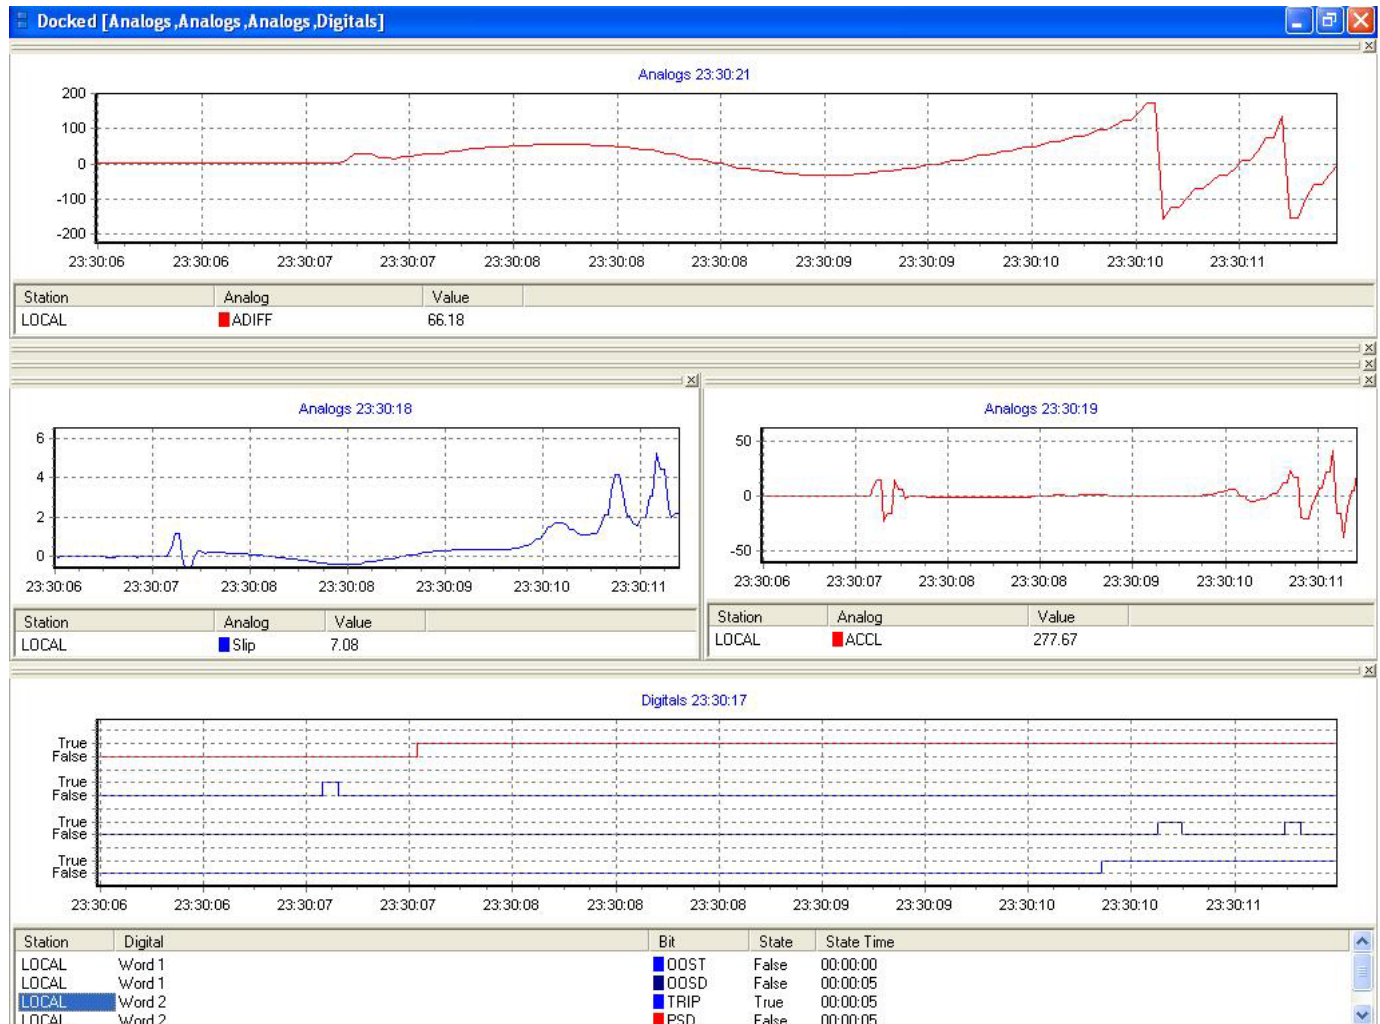 Docked [Analogs,Analogs,Analogs,Digitals]
Analogs 23:30:21
200
100
0
-100
-200
23:30:06 23:30:06 23:30:07 23:30:07 23:30:08 23:30:08 23:30:08 23:30:09 23:30:09 23:30:10 23:30:10 23:30:11
Station Analog Value
LOCAL ADIFF 66.18
Analogs 23:30:18
6
4
2
0
23:30:06 23:30:07 23:30:08 23:30:08 23:30:09 23:30:10 23:30:11
Station Analog Value
LOCAL Slip 7.08
Analogs 23:30:19
50
0
-50
23:30:06 23:30:07 23:30:08 23:30:08 23:30:09 23:30:10 23:30:11
Station Analog Value
LOCAL ACCL 277.67
Digitals 23:30:17
True
False
True
False
True
False
True
False
23:30:06 23:30:06 23:30:07 23:30:07 23:30:08 23:30:08 23:30:08 23:30:09 23:30:09 23:30:10 23:30:10 23:30:11
Station Digital Bit State State Time
LOCAL Word 1 OOST False 00:00:00
LOCAL Word 1 OOSD False 00:00:05
LOCAL Word 2 TRIP True 00:00:05
LOCAL Word 2 PSD False 00:00:05